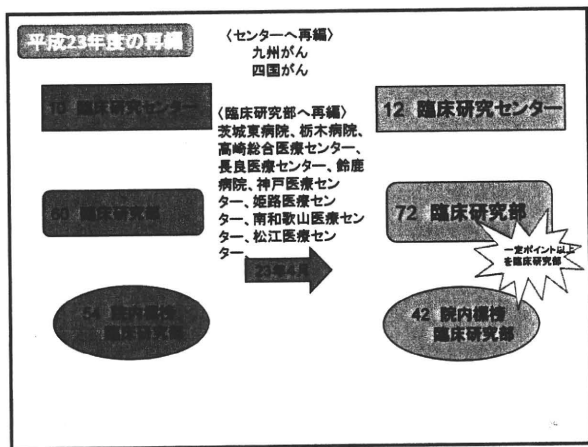 平成23年度の再編
〈センターへ再編〉
九州がん
四国がん
10 臨床研究センター
12 臨床研究センター
〈臨床研究部へ再編〉
茨城東病院、栃木病院、
高崎総合医療センター、
長良医療センター、鈴鹿
病院、神戸医療セン
ター、姫路医療セン
ター、南和歌山医療セン
ター、松江医療セン
ター、
60 臨床研究部
72 臨床研究部
一定ポイント以上
を臨床研究部
23年4月
54 院内標榜
臨床研究部
42 院内標榜
臨床研究部